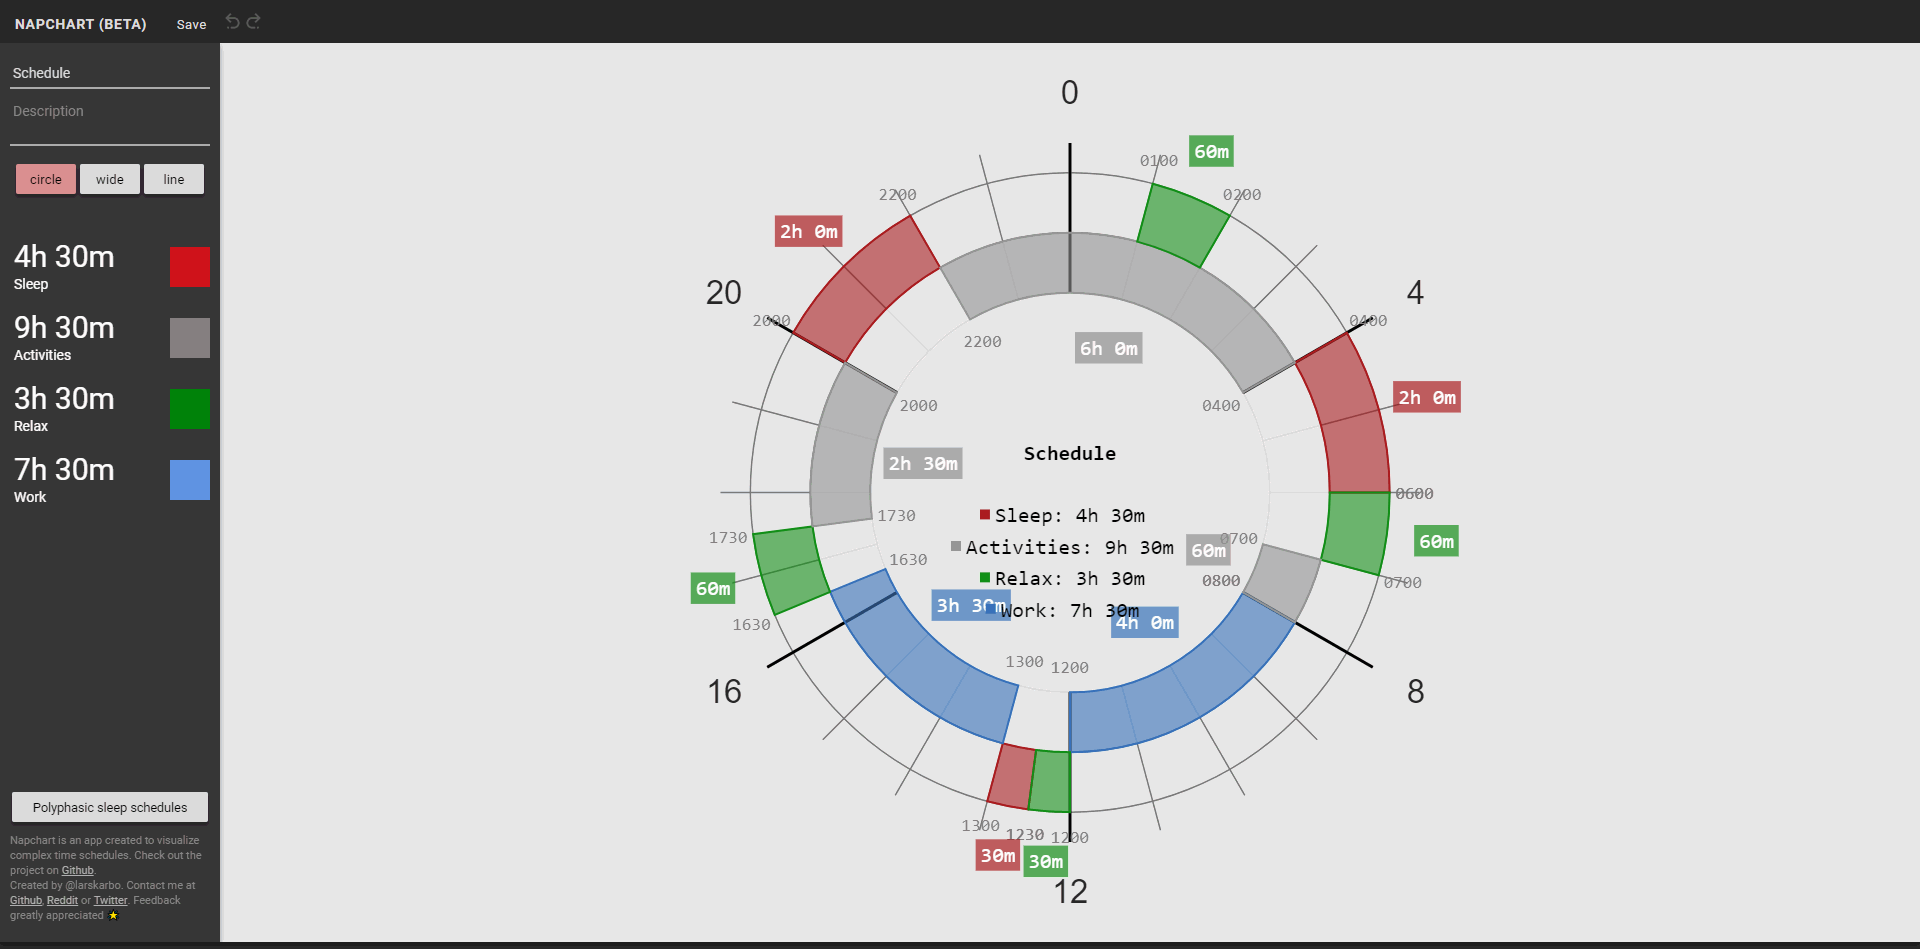 NAPCHART (BETA) Save
Schedule
Description
circle wide line
4h 30m
Sleep
9h 30m
Activities
3h 30m
Relax
7h 30m
Work
Polyphasic sleep schedules
Napchart is an app created to visualize
complex time schedules. Check out the
project on Github.
Created by @larskarbo. Contact me at
Github, Reddit or Twitter. Feedback
greatly appreciated
0
60m
0100
2200
0200
2h 0m
20
4
2000
0400
2200
6h 0m
2h 0m
2000
0400
Schedule
2h 30m
0600
1730
Sleep: 4h 30m
1730
0700
60m
Activities: 9h 30m
60m
1630
Relax: 3h 30m
0800
0700
60m
3h 30m
Work: 7h 30m
4h 0m
1630
1300
1200
16
8
1300
1230
1200
30m
30m
12